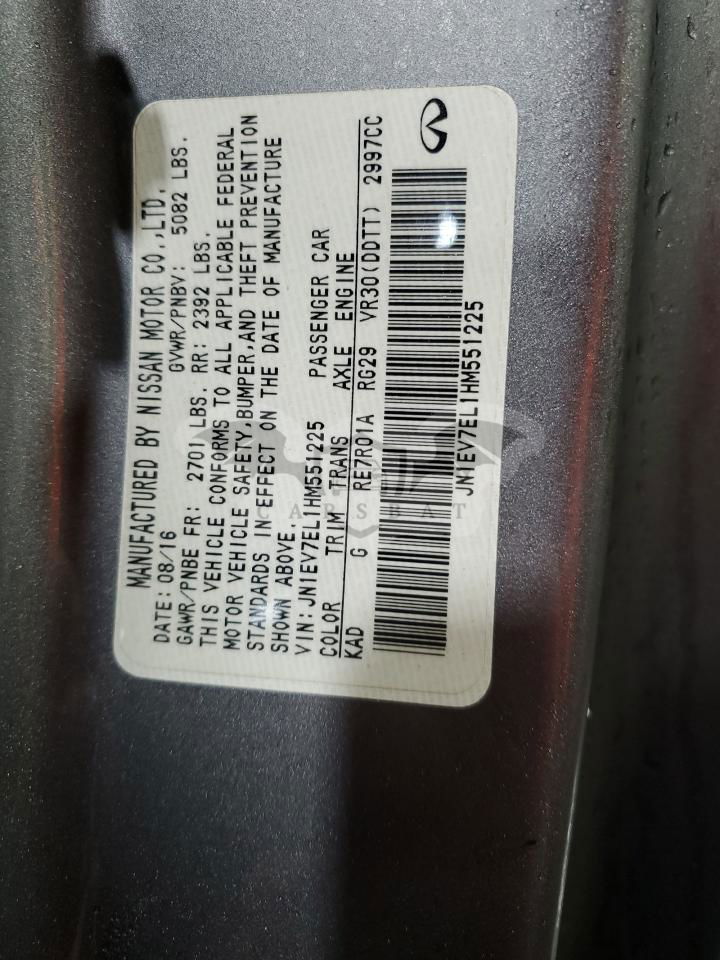 MANUFACTURED BY NISSAN MOTOR CO.,LTD.
DATE: 08/16 GVWR/PNBV: 5082 LBS.
GAWR/PNBE FR: 2701 LBS. RR: 2392 LBS.
THIS VEHICLE CONFORMS TO ALL APPLICABLE FEDERAL
MOTOR VEHICLE SAFETY,BUMPER,AND THEFT PREVENTION
STANDARDS IN EFFECT ON THE DATE OF MANUFACTURE
SHOWN ABOVE.
VIN: JN1EV7EL1HM551225 PASSENGER CAR
COLOR TRIM TRANS AXLE ENGINE
KAD G RE7R01A RG29 VR30(DDTT) 2997CC
JN1EV7EL1HM551225
CARSBAT